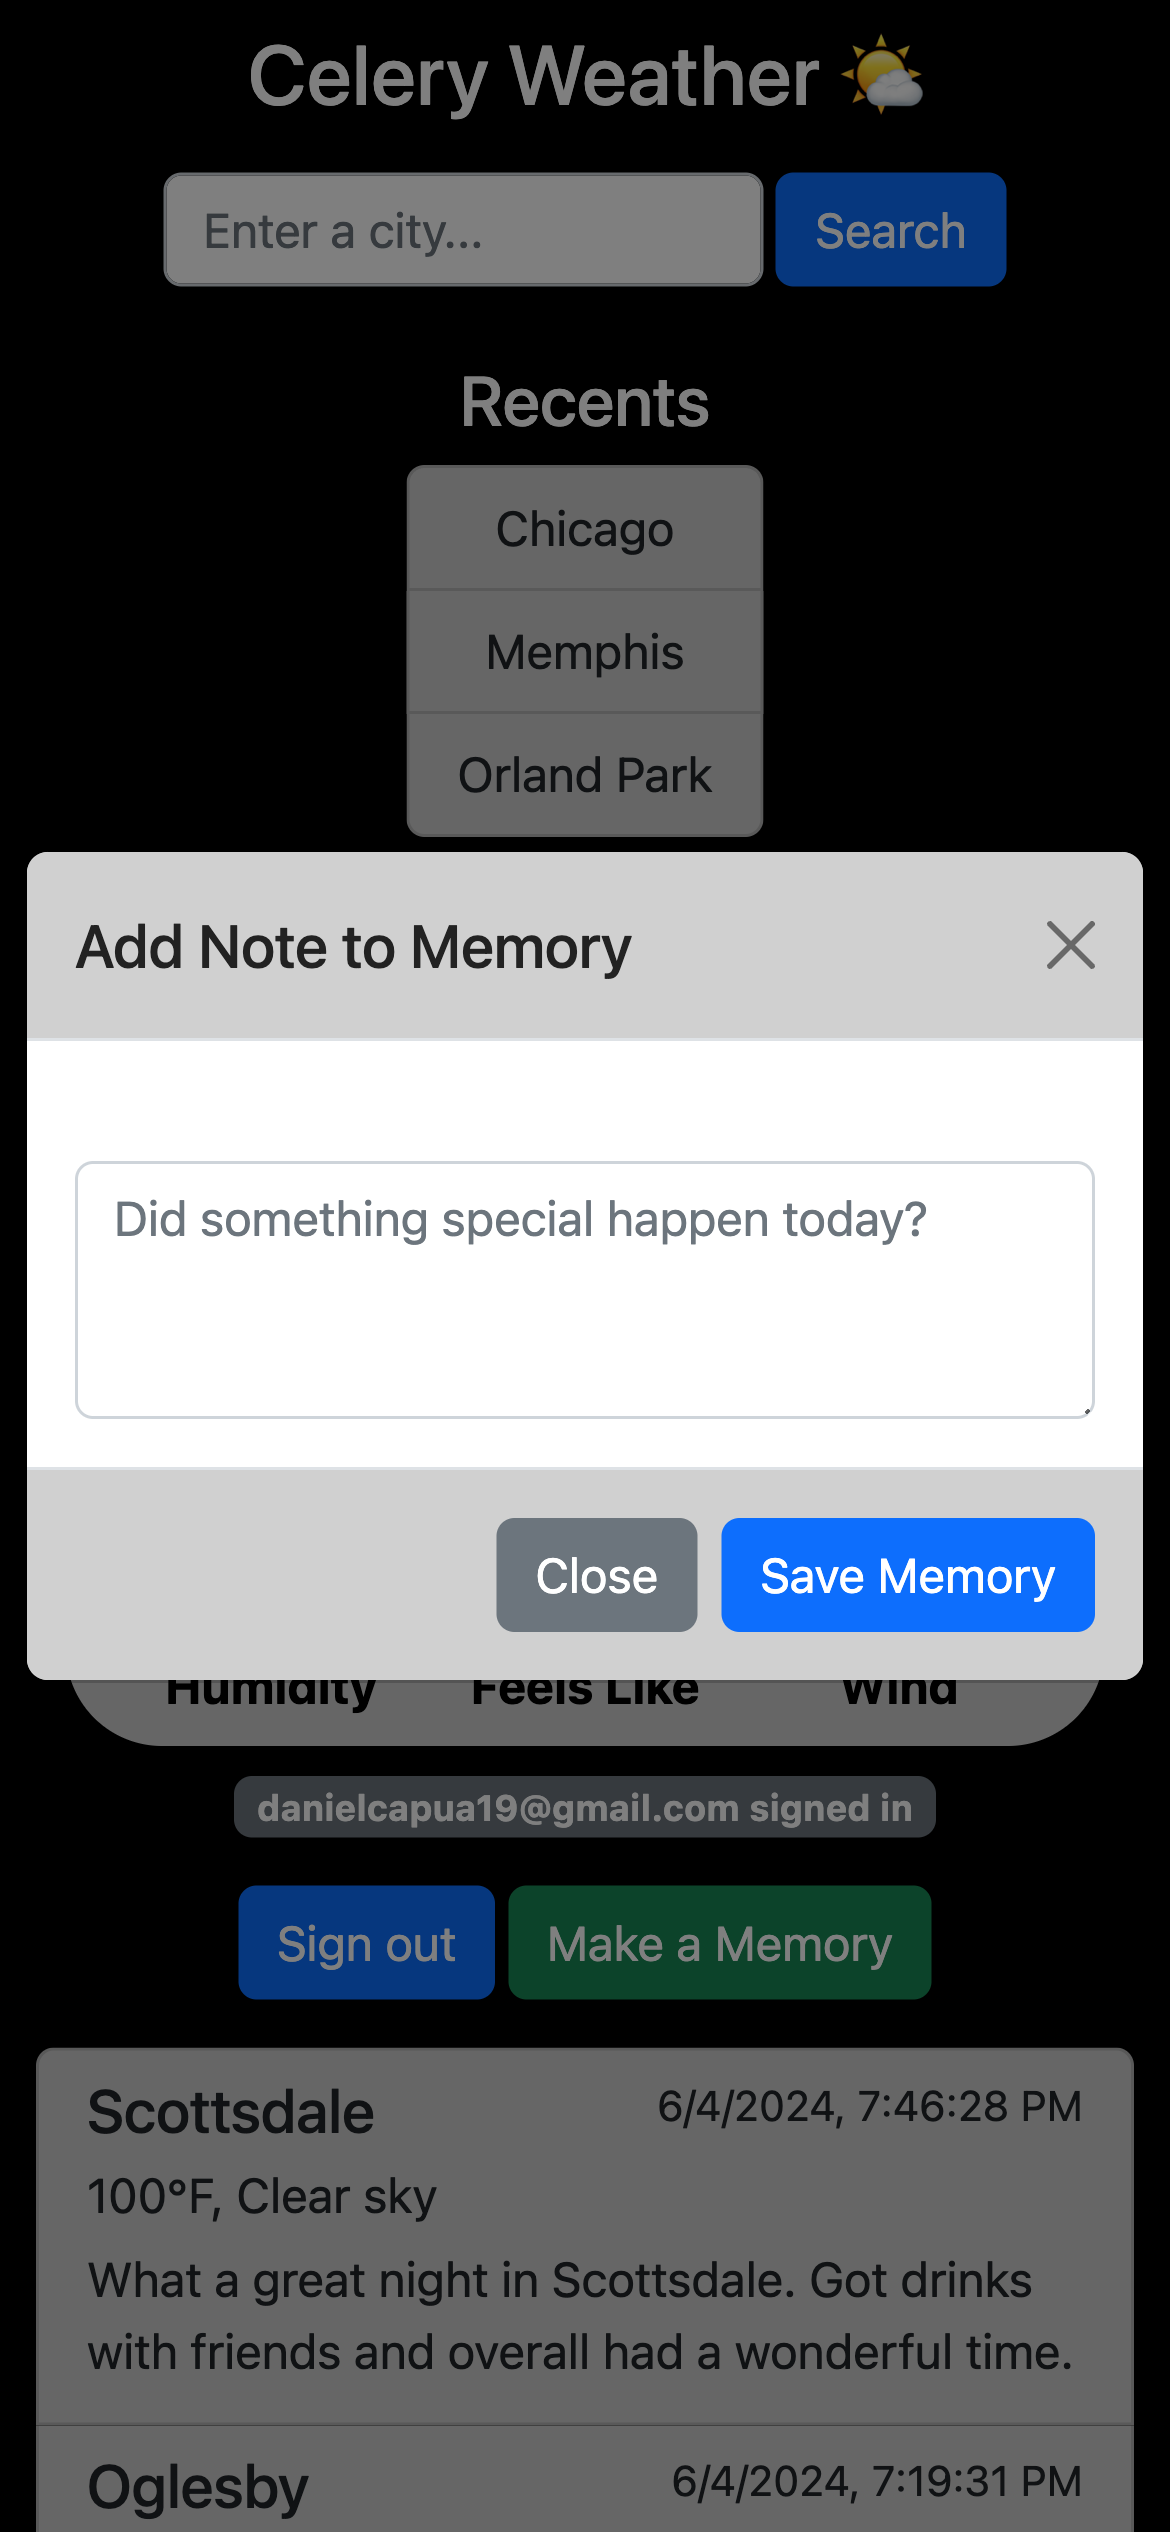 Celery Weather
Enter a city...
Search
Recents
Chicago
Memphis
Orland Park
Add Note to Memory
Did something special happen today?
Close
Save Memory
Humidity
Feels Like
Wind
danielcapua19@gmail.com signed in
Sign out
Make a Memory
Scottsdale
6/4/2024, 7:46:28 PM
100°F, Clear sky
What a great night in Scottsdale. Got drinks
with friends and overall had a wonderful time.
Oglesby
6/4/2024, 7:19:31 PM